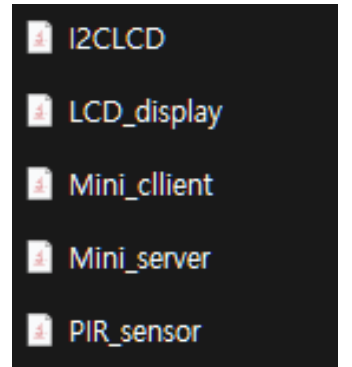 I2CLCD
LCD_display
Mini_cllient
Mini_server
PIR_sensor